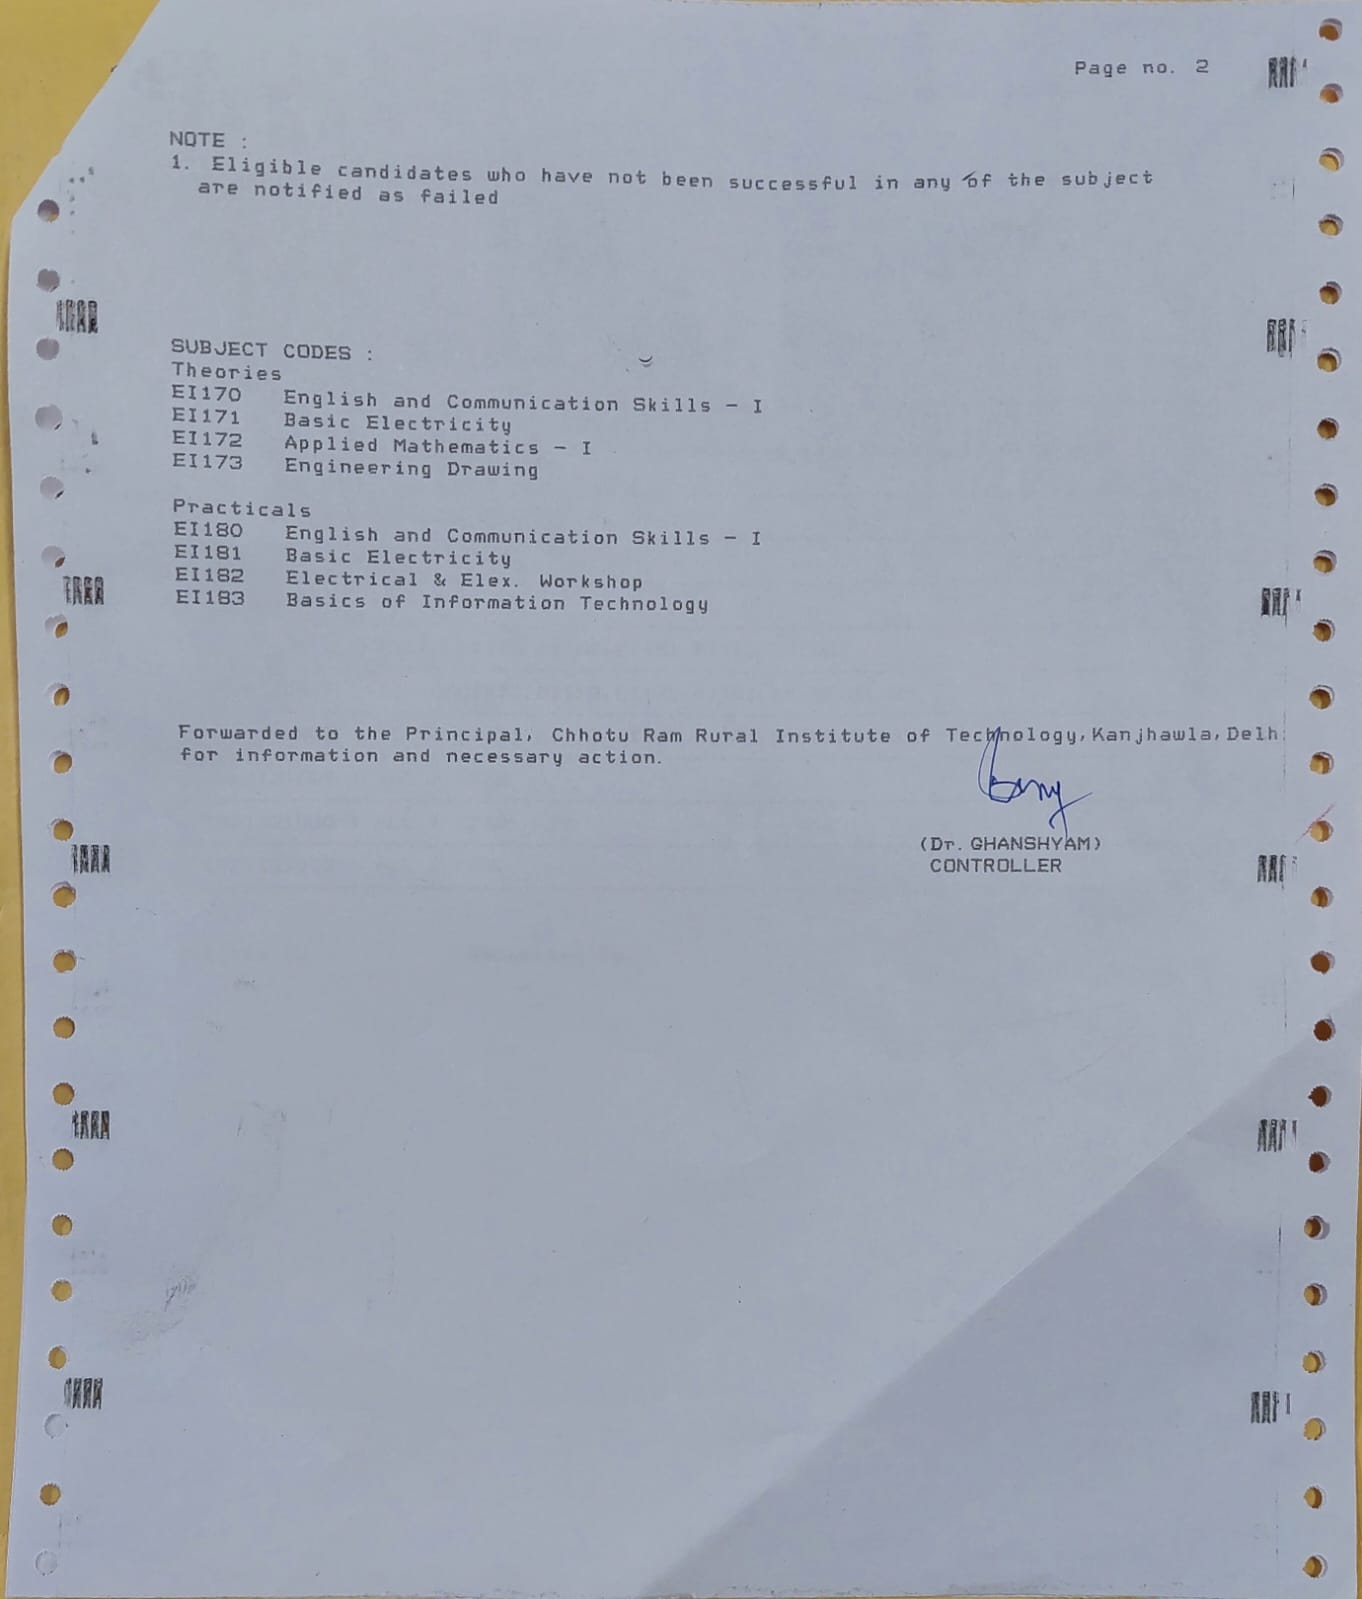 Page no. 2
NOTE :
1. Eligible candidates who have not been successful in any of the subject
are notified as failed
SUBJECT CODES :
Theories
EI170 English and Communication Skills - I
EI171 Basic Electricity
EI172 Applied Mathematics - I
EI173 Engineering Drawing
Practicals
EI180 English and Communication Skills - I
EI181 Basic Electricity
EI182 Electrical & Elex. Workshop
EI183 Basics of Information Technology
Forwarded to the Principal, Chhotu Ram Rural Institute of Technology,Kanjhawla,Delh
for information and necessary action.
(Dr. GHANSHYAM)
CONTROLLER